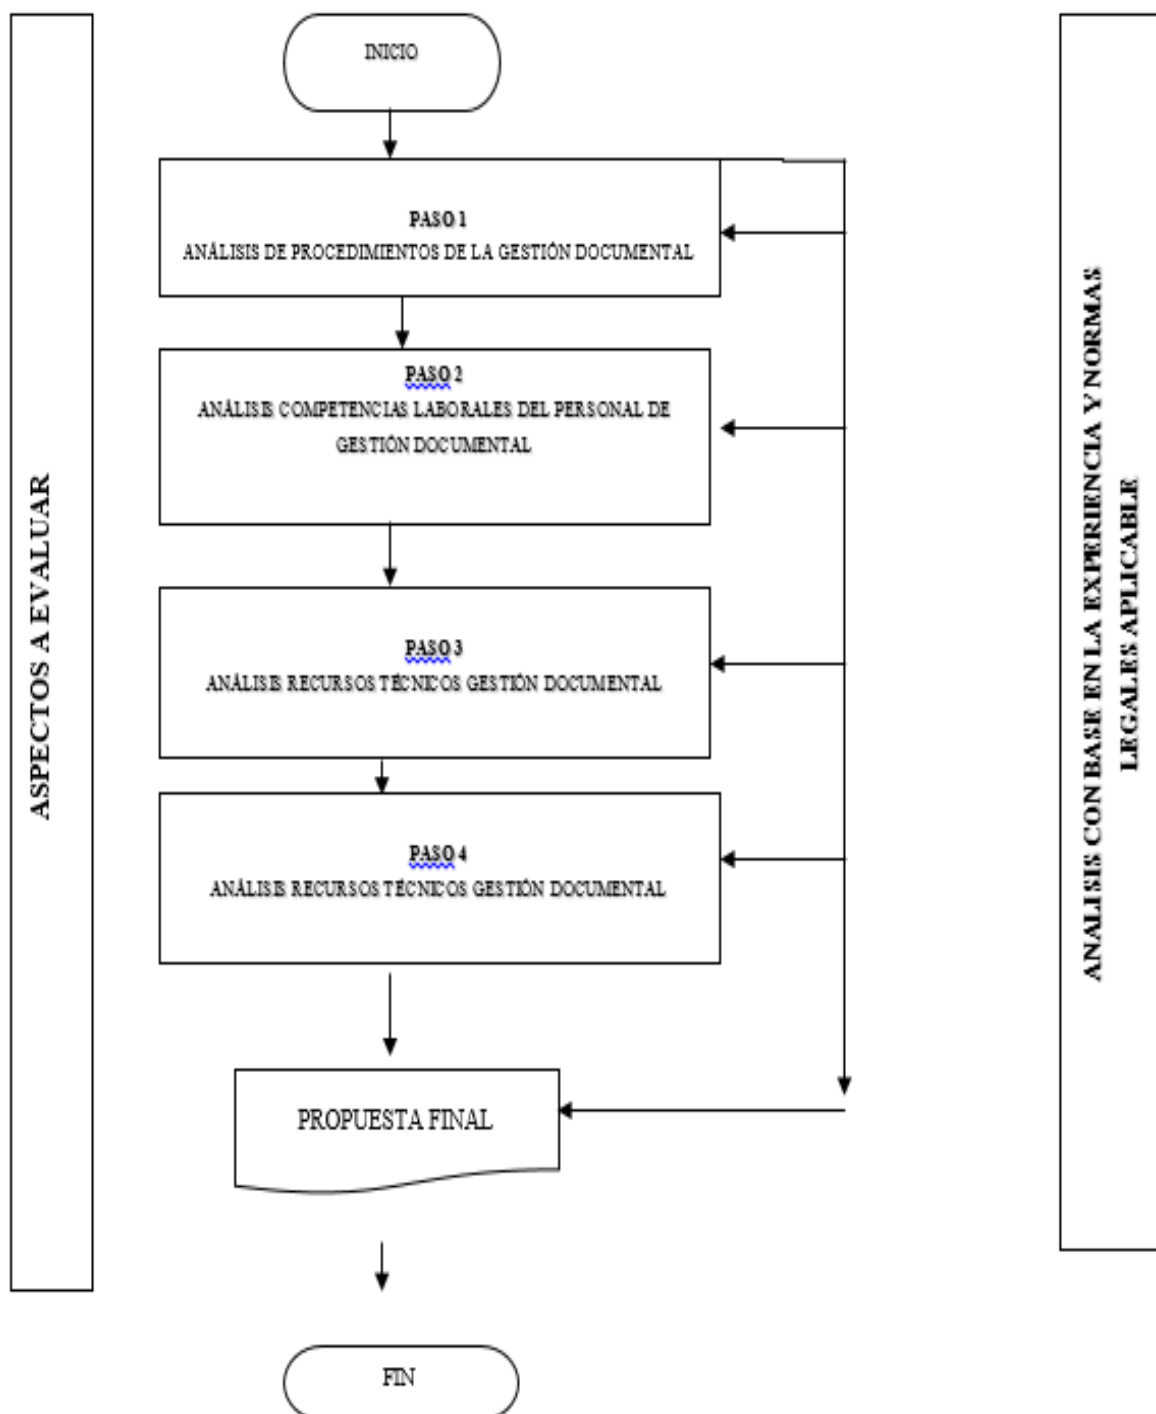 INICIO
PASO 1
ANÁLISIS DE PROCEDIMIENTOS DE LA GESTIÓN DOCUMENTAL
PASO 2
ANÁLISIS COMPETENCIAS LABORALES DEL PERSONAL DE
GESTIÓN DOCUMENTAL
PASO 3
ANÁLISIS RECURSOS TÉCNICOS GESTIÓN DOCUMENTAL
PASO 4
ANÁLISIS RECURSOS TÉCNICOS GESTIÓN DOCUMENTAL
PROPUESTA FINAL
FIN
ASPECTOS A EVALUAR
ANALISIS CON BASE EN LA EXPERIENCIA Y NORMAS
LEGALES APLICABLE